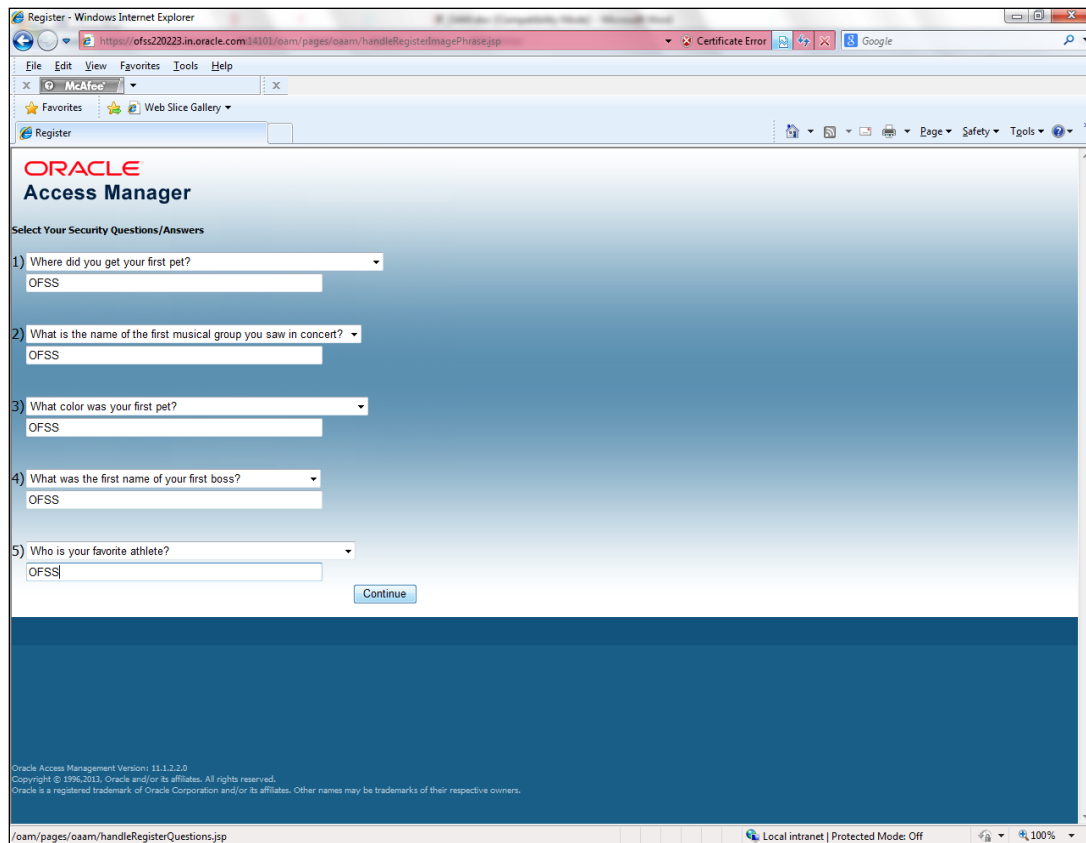 Register - Windows Internet Explorer
https://ofss220223.in.oracle.com:14101/oam/pages/oaam/handleRegisterImagePhrase.jsp
Certificate Error
Google
File Edit View Favorites Tools Help
x McAfee x
Favorites Web Slice Gallery
Register
Page Safety Tools
ORACLE
Access Manager
Select Your Security Questions/Answers
1) Where did you get your first pet?
OFSS
2) What is the name of the first musical group you saw in concert?
OFSS
3) What color was your first pet?
OFSS
4) What was the first name of your first boss?
OFSS
5) Who is your favorite athlete?
OFSS
Continue
Oracle Access Management Version: 11.1.2.2.0
Copyright © 1996,2013, Oracle and/or its affiliates. All rights reserved.
Oracle is a registered trademark of Oracle Corporation and/or its affiliates. Other names may be trademarks of their respective owners.
/oam/pages/oaam/handleRegisterQuestions.jsp
Local intranet | Protected Mode: Off
100%